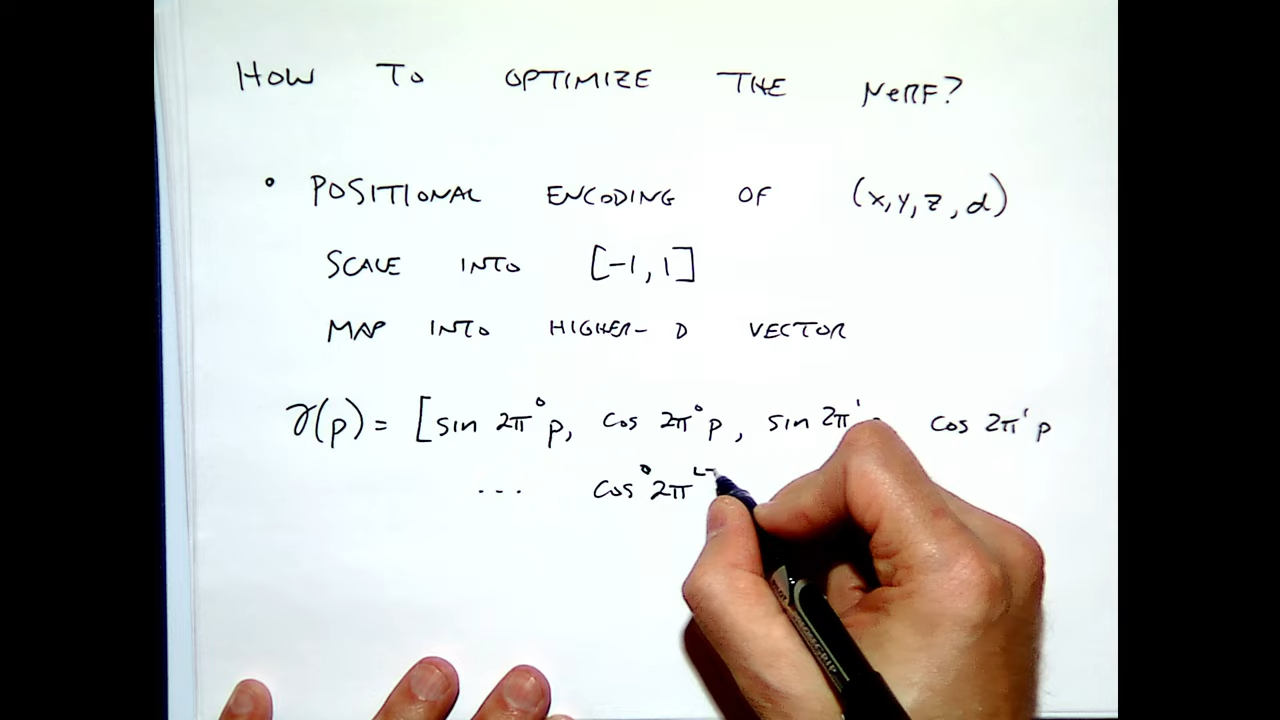 HOW TO OPTIMIZE THE NeRF?
• POSITIONAL ENCODING OF (x, y, z, d)
SCALE INTO [-1, 1]
MAP INTO HIGHER-D VECTOR
γ(p) = [sin 2π⁰p, cos 2π⁰p, sin 2π¹ cos 2π¹p
... cos 2π^L-